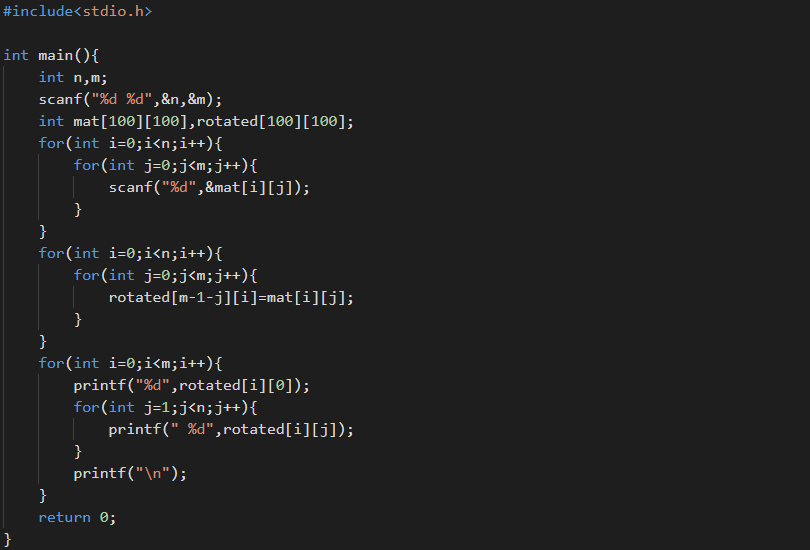 #include<stdio.h>

int main(){
    int n,m;
    scanf("%d %d",&n,&m);
    int mat[100][100],rotated[100][100];
    for(int i=0;i<n;i++){
        for(int j=0;j<m;j++){
            scanf("%d",&mat[i][j]);
        }
    }
    for(int i=0;i<n;i++){
        for(int j=0;j<m;j++){
            rotated[m-1-j][i]=mat[i][j];
        }
    }
    for(int i=0;i<m;i++){
        printf("%d",rotated[i][0]);
        for(int j=1;j<n;j++){
            printf(" %d",rotated[i][j]);
        }
        printf("\n");
    }
    return 0;
}